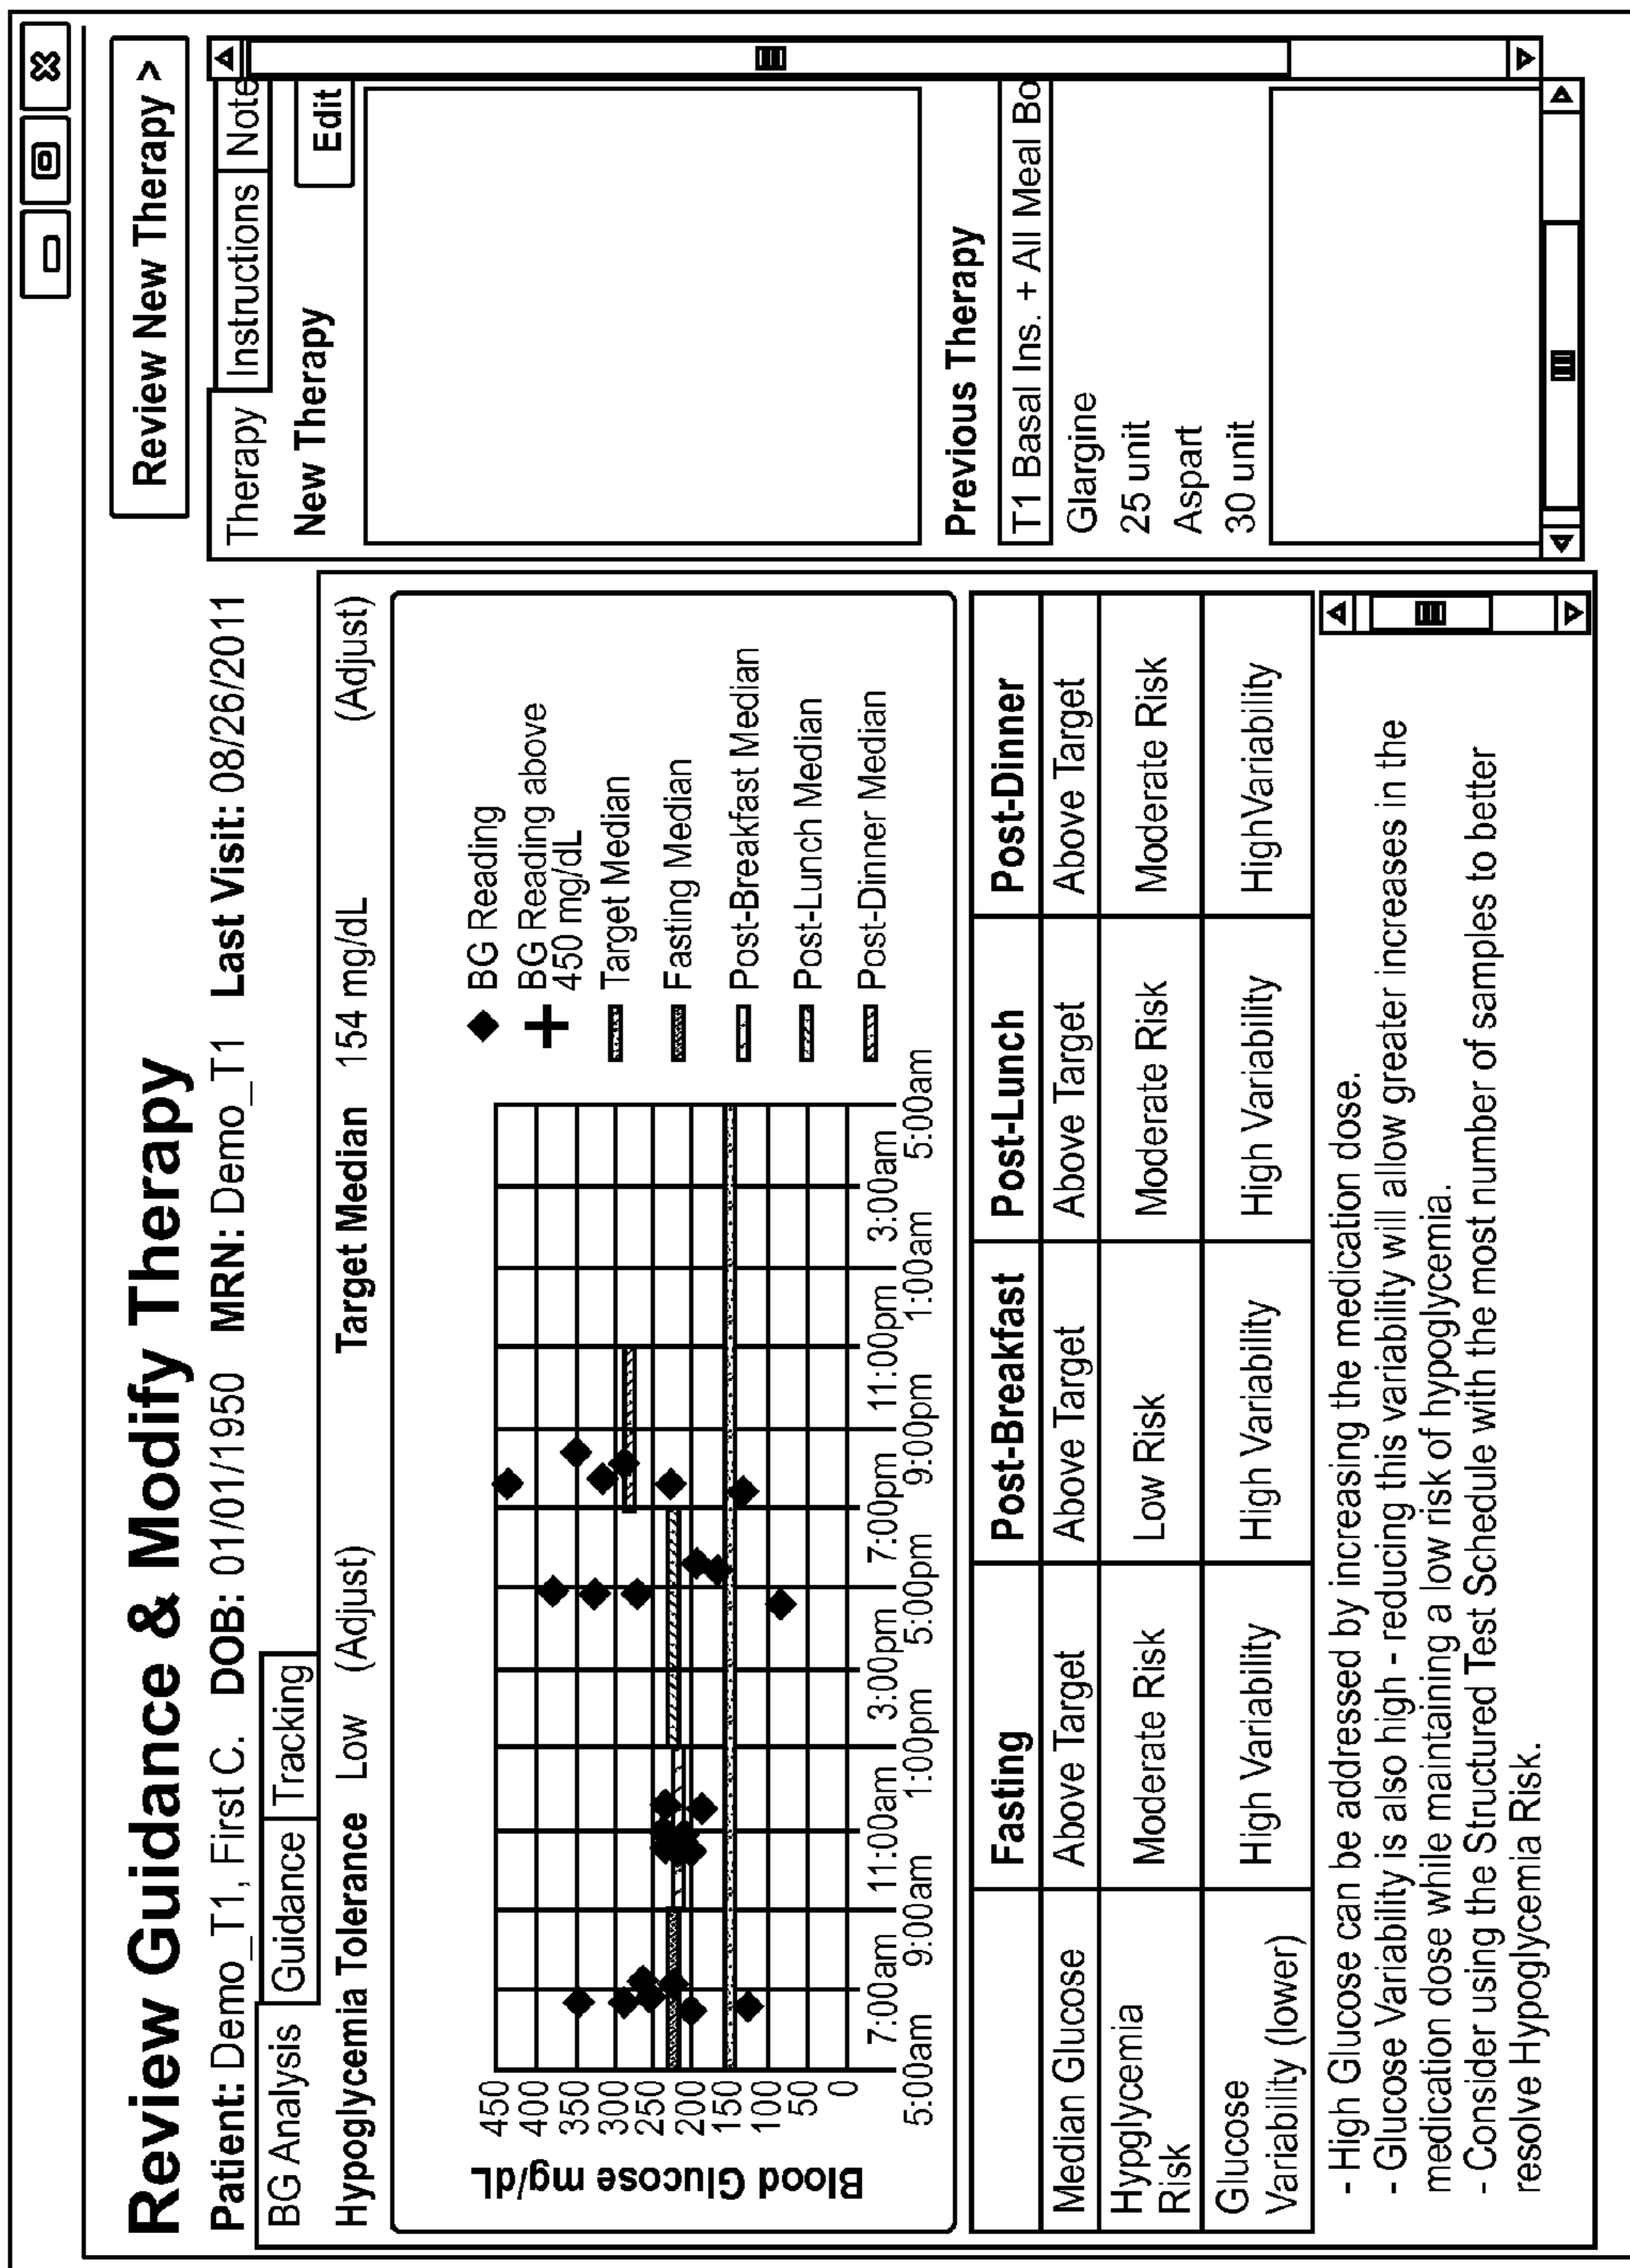 Review Guidance & Modify Therapy
Review New Therapy >
Patient: Demo_T1, First C. DOB: 01/01/1950 MRN: Demo_T1 Last Visit: 08/26/2011
BG Analysis Guidance Tracking
Hypoglycemia Tolerance Low (Adjust) Target Median 154 mg/dL (Adjust)
Blood Glucose mg/dL
450
400
350
300
250
200
150
100
50
0
7:00am 11:00am 3:00pm 7:00pm 11:00pm 3:00am
5:00am 9:00am 1:00pm 5:00pm 9:00pm 1:00am 5:00am
BG Reading
BG Reading above
450 mg/dL
Target Median
Fasting Median
Post-Breakfast Median
Post-Lunch Median
Post-Dinner Median
Fasting Post-Breakfast Post-Lunch Post-Dinner
Median Glucose Above Target Above Target Above Target Above Target
Hypglycemia
Risk Moderate Risk Low Risk Moderate Risk Moderate Risk
Glucose
Variability (lower) High Variability High Variability High Variability HighVariability
- High Glucose can be addressed by increasing the medication dose.
- Glucose Variability is also high - reducing this variability will allow greater increases in the
medication dose while maintaining a low risk of hypoglycemia.
- Consider using the Structured Test Schedule with the most number of samples to better
resolve Hypoglycemia Risk.
Therapy Instructions Note
New Therapy Edit
Previous Therapy
T1 Basal Ins. + All Meal Bo
Glargine
25 unit
Aspart
30 unit